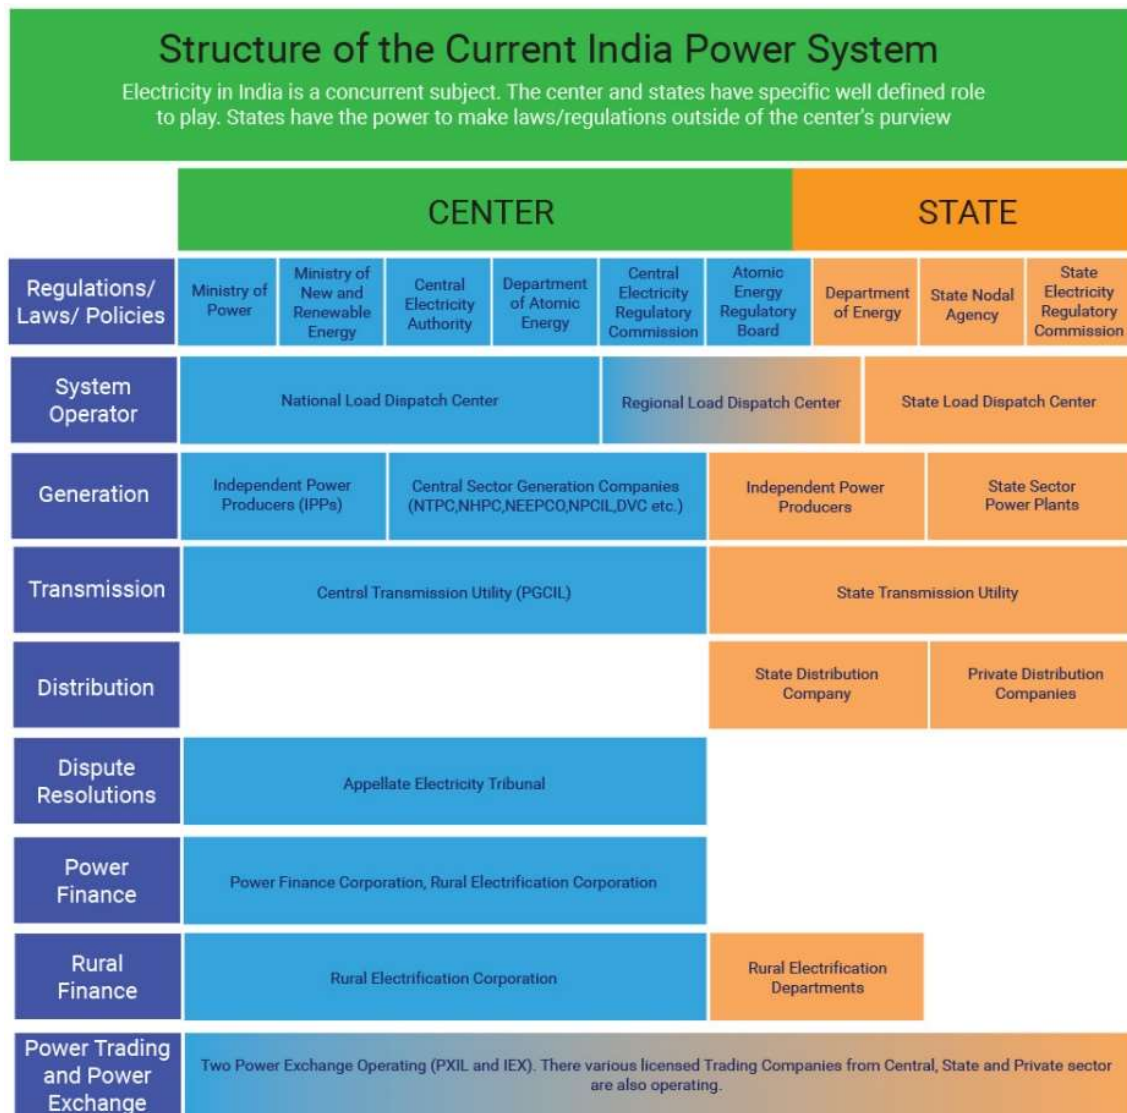 Structure of the Current India Power System
Electricity in India is a concurrent subject. The center and states have specific well defined role
to play. States have the power to make laws/regulations outside of the center's purview
CENTER
STATE
Regulations/
Laws/ Policies
Ministry of
Power
Ministry of
New and
Renewable
Energy
Central
Electricity
Authority
Department
of Atomic
Energy
Central
Electricity
Regulatory
Commission
Atomic
Energy
Regulatory
Board
Department
of Energy
State Nodal
Agency
State
Electricity
Regulatory
Commission
System
Operator
National Load Dispatch Center
Regional Load Dispatch Center
State Load Dispatch Center
Generation
Independent Power
Producers (IPPs)
Central Sector Generation Companies
(NTPC,NHPC,NEEPCO,NPCIL,DVC etc.)
Independent Power
Producers
State Sector
Power Plants
Transmission
Centrsl Transmission Utility (PGCIL)
State Transmission Utility
Distribution
State Distribution
Company
Private Distribution
Companies
Dispute
Resolutions
Appellate Electricity Tribunal
Power
Finance
Power Finance Corporation, Rural Electrification Corporation
Rural
Finance
Rural Electrification Corporation
Rural Electrification
Departments
Power Trading
and Power
Exchange
Two Power Exchange Operating (PXIL and IEX). There various licensed Trading Companies from Central, State and Private sector
are also operating.